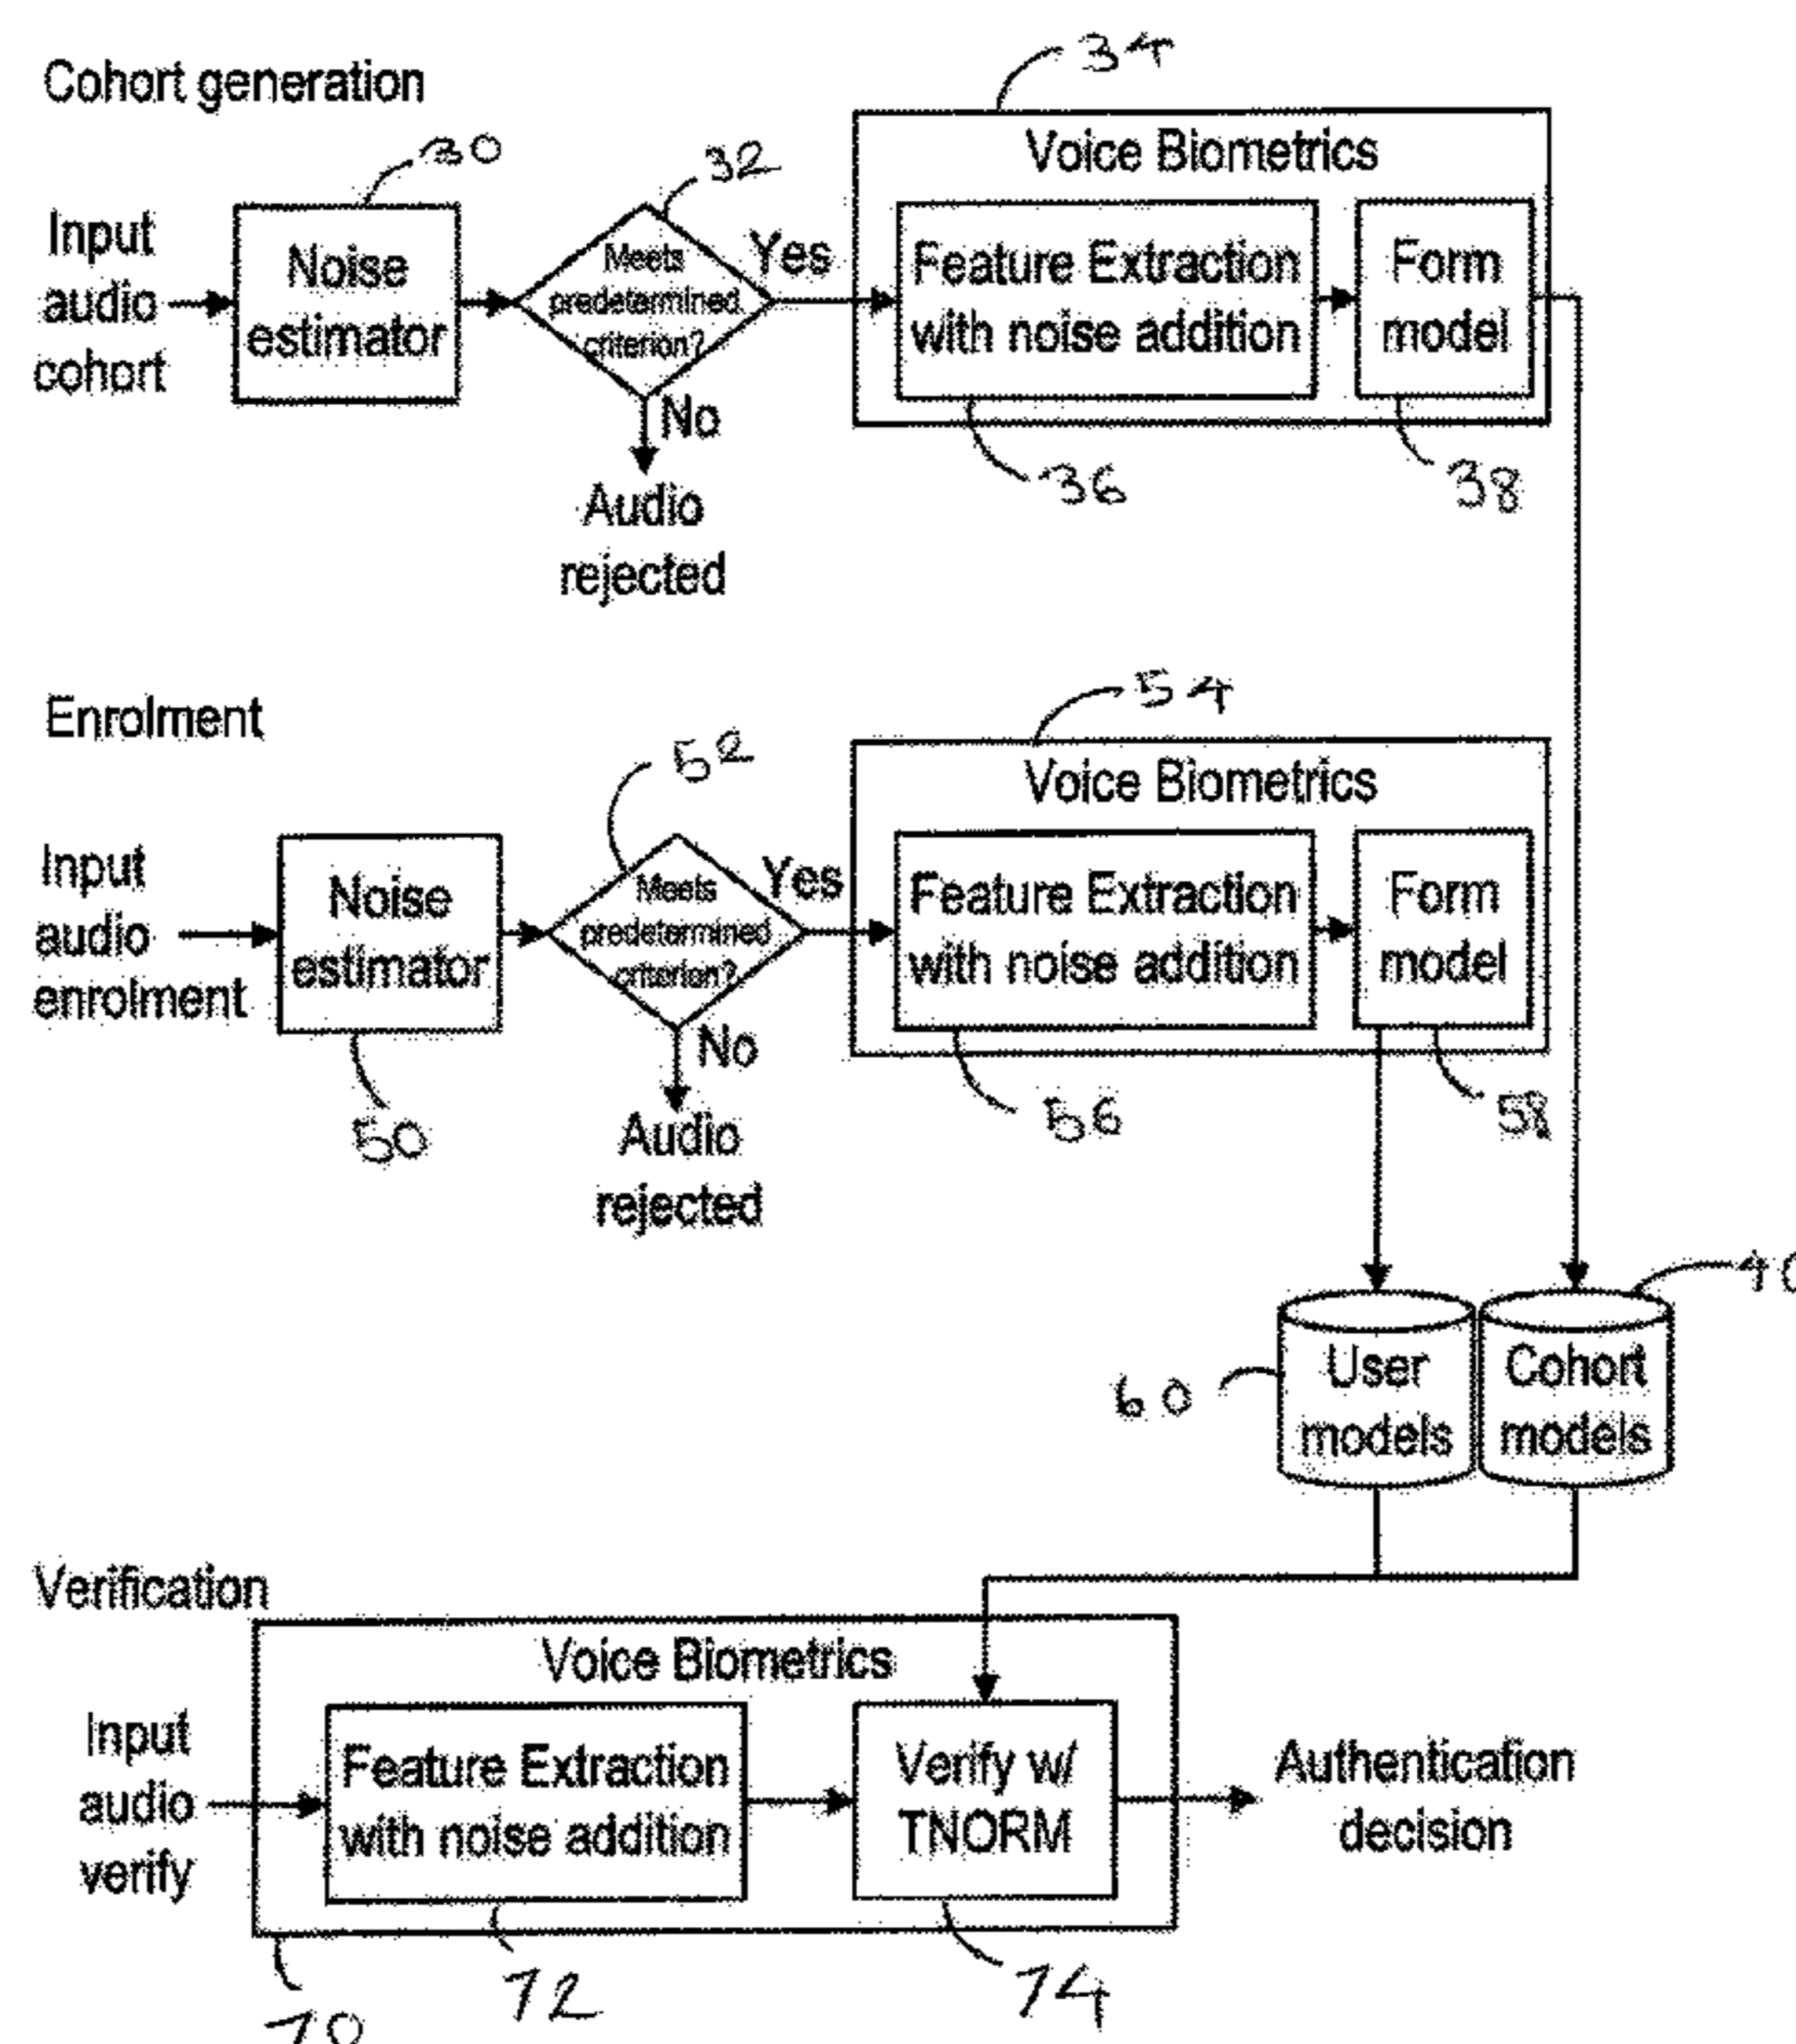 Cohort generation
34
30
32
Voice Biometrics
Input
audio
cohort
Noise
estimator
Meets
predetermined
criterion?
Yes
No
Feature Extraction
with noise addition
Form
model
36
38
Audio
rejected
Enrolment
54
52
Voice Biometrics
Input
audio
enrolment
Noise
estimator
Meets
predetermined
criterion?
Yes
No
Feature Extraction
with noise addition
Form
model
50
56
58
Audio
rejected
40
60
User
models
Cohort
models
Verification
Voice Biometrics
Input
audio
verify
Feature Extraction
with noise addition
Verify w/
TNORM
Authentication
decision
70
72
74